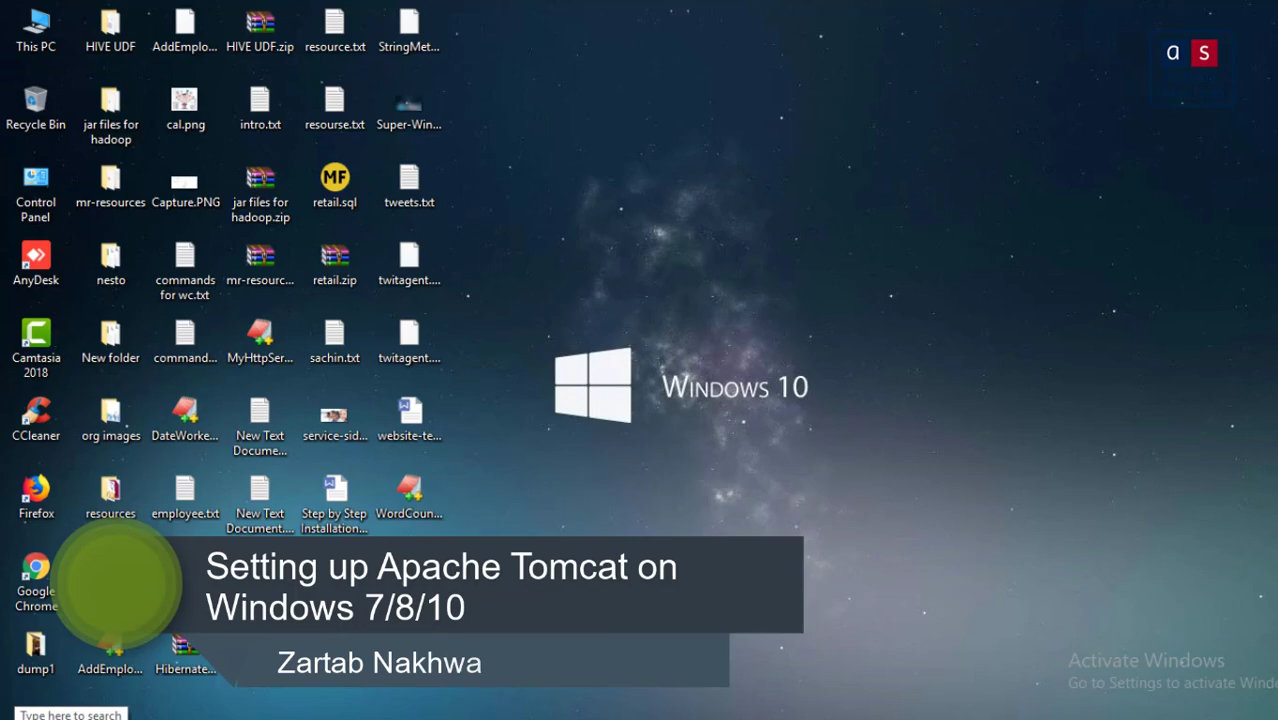 This PC
HIVE UDF
AddEmplo...
HIVE UDF.zip
resource.txt
StringMet...
Recycle Bin
jar files for
hadoop
cal.png
intro.txt
resourse.txt
Super-Win...
Control
Panel
mr-resources
Capture.PNG
jar files for
hadoop.zip
MF
retail.sql
tweets.txt
AnyDesk
nesto
commands
for wc.txt
mr-resourc...
retail.zip
twitagent....
Camtasia
2018
New folder
command...
MyHttpSer...
sachin.txt
twitagent....
CCleaner
org images
DateWorke...
New Text
Docume...
service-sid...
website-te...
Firefox
resources
employee.txt
New Text
Document....
Step by Step
Installation...
WordCoun...
Google
Chrome
dump1
AddEmplo...
Hibernate...
a s
Windows 10
Setting up Apache Tomcat on
Windows 7/8/10
Zartab Nakhwa
Activate Windows
Go to Settings to activate Windo
Type here to search